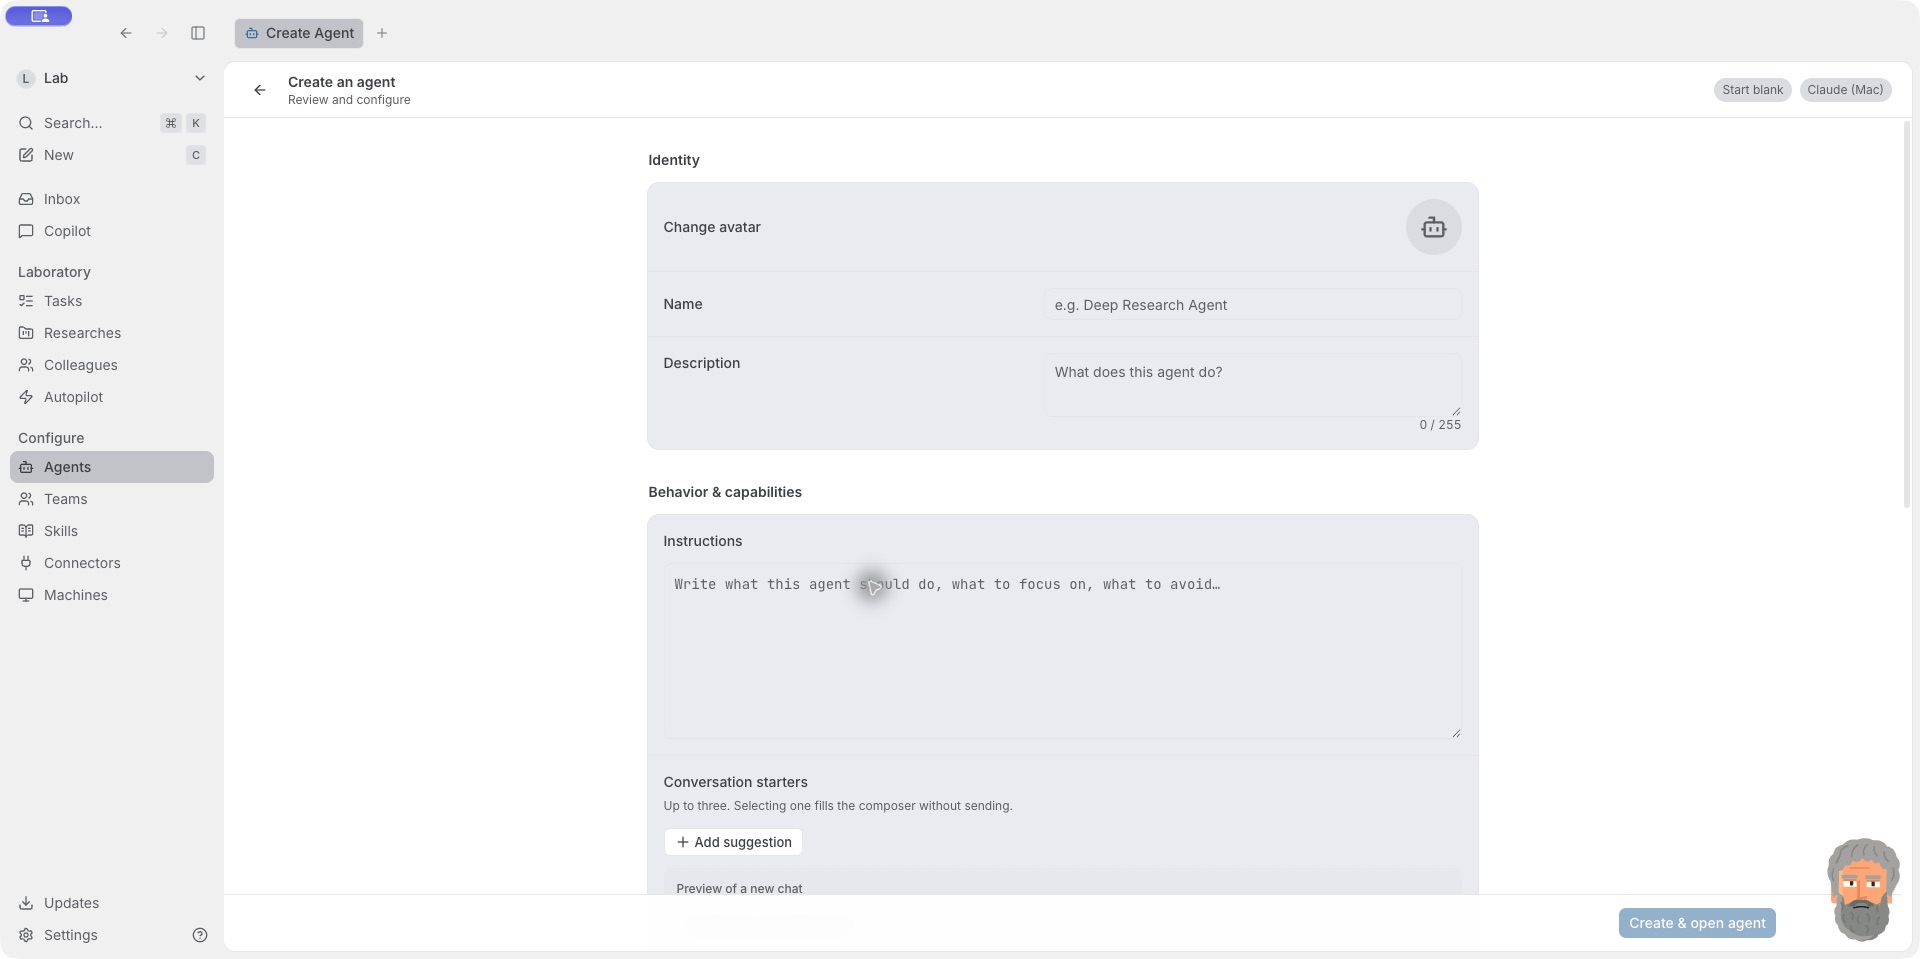 Create Agent
L Lab
Create an agent
Review and configure
Start blank
Claude (Mac)
Search...
⌘ K
New
C
Inbox
Copilot
Laboratory
Tasks
Researches
Colleagues
Autopilot
Configure
Agents
Teams
Skills
Connectors
Machines
Updates
Settings
Identity
Change avatar
Name
e.g. Deep Research Agent
Description
What does this agent do?
0 / 255
Behavior & capabilities
Instructions
Write what this agent should do, what to focus on, what to avoid…
Conversation starters
Up to three. Selecting one fills the composer without sending.
Add suggestion
Preview of a new chat
Create & open agent